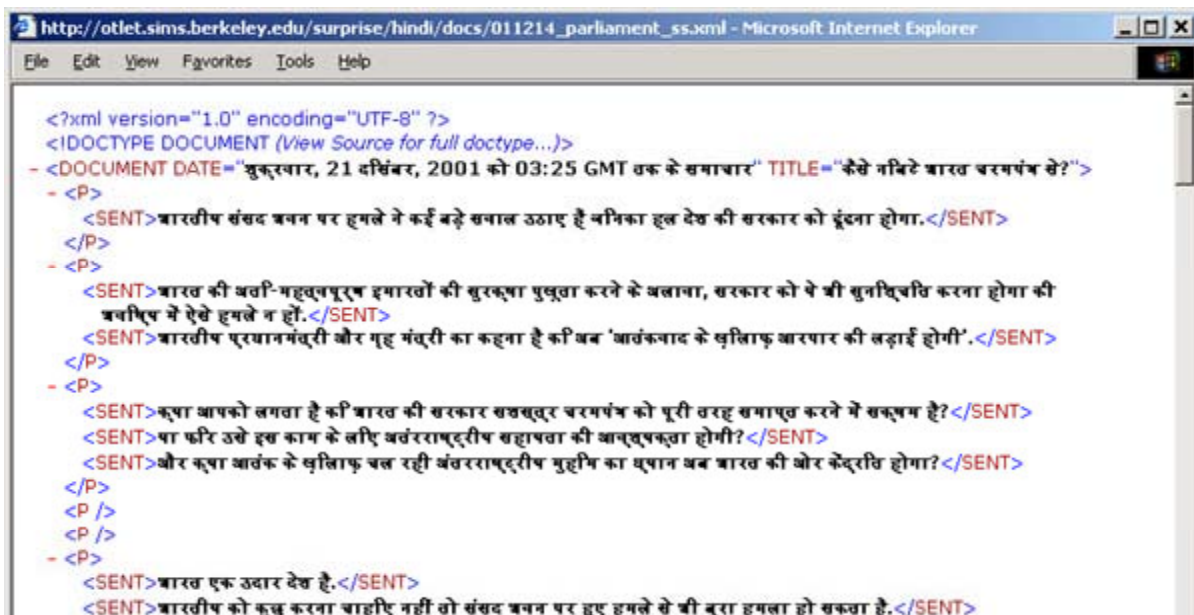 http://otlet.sims.berkeley.edu/surprise/hindi/docs/011214_parliament_ss.xml - Microsoft Internet Explorer
File Edit View Favorites Tools Help
<?xml version="1.0" encoding="UTF-8" ?>
<!DOCTYPE DOCUMENT (View Source for full doctype...)>
- <DOCUMENT DATE="शुक्रवार, 21 दिसंबर, 2001 को 03:25 GMT तक के समाचार" TITLE="कैसे निबटे भारत चरमपंथ से?">
- <P>
<SENT>भारतीय संसद भवन पर हमले ने कई बड़े सवाल उठाए हैं जिनका हल देश की सरकार को ढूंढना होगा.</SENT>
</P>
- <P>
<SENT>भारत की अति-महत्वपूर्ण इमारतों की सुरक्षा पुख़्ता करने के अलावा, सरकार को ये भी सुनिश्चित करना होगा की
भविष्य में ऐसे हमले न हों.</SENT>
<SENT>भारतीय प्रधानमंत्री और गृह मंत्री का कहना है कि अब 'आतंकवाद के ख़िलाफ़ आरपार की लड़ाई होगी'.</SENT>
</P>
- <P>
<SENT>क्या आपको लगता है कि भारत की सरकार सशस्त्र चरमपंथ को पूरी तरह समाप्त करने में सक्षम है?</SENT>
<SENT>या फिर उसे इस काम के लिए अतंरराष्ट्रीय सहायता की आवश्यकता होगी?</SENT>
<SENT>और क्या आतंक के ख़िलाफ़ चल रही अंतरराष्ट्रीय मुहिम का ध्यान अब भारत की ओर केंद्रित होगा?</SENT>
</P>
<P />
<P />
- <P>
<SENT>भारत एक उदार देश है.</SENT>
<SENT>भारतीय को कुछ करना चाहिए नहीं तो संसद भवन पर हुए हमले से भी बुरा हमला हो सकता है.</SENT>